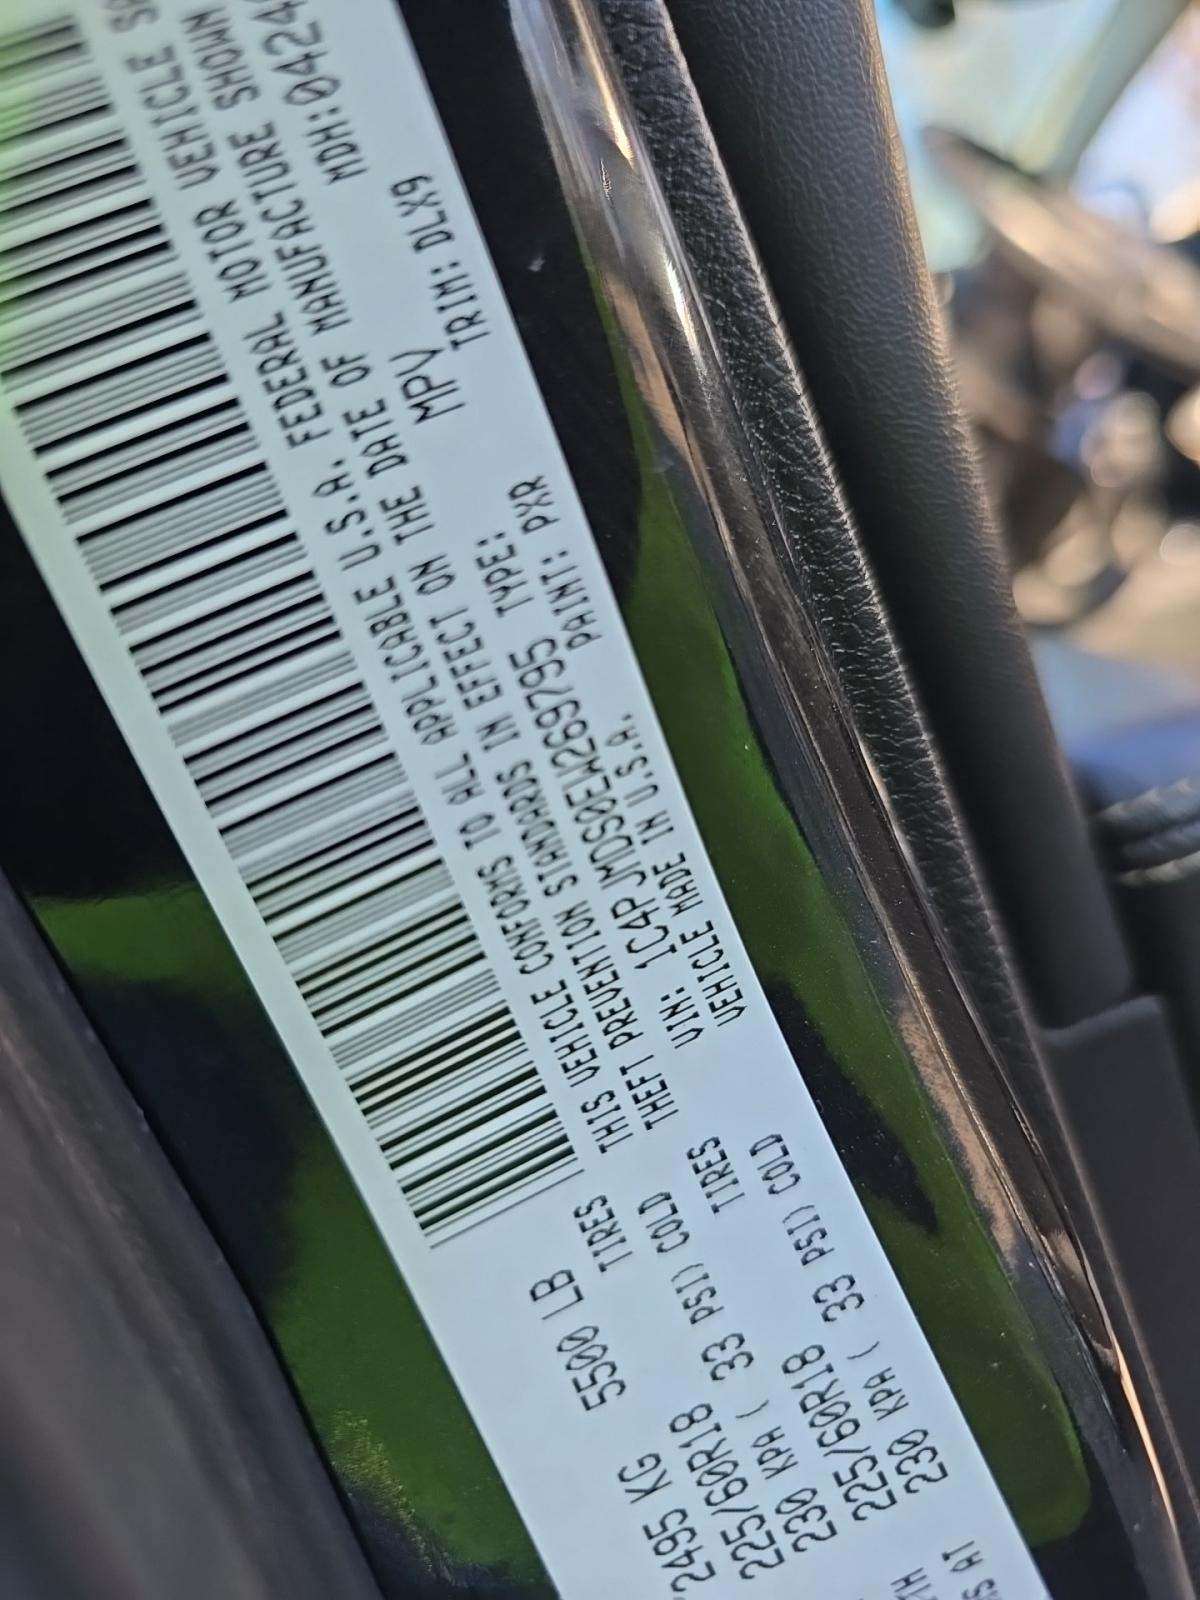 2495 KG 5500 LB
225/60R18 TIRES
230 KPA ( 33 PSI) COLD
225/60R18 TIRES
230 KPA ( 33 PSI) COLD
THIS VEHICLE CONFORMS TO ALL APPLICABLE U.S.A. FEDERAL MOTOR VEHICLE
THEFT PREVENTION STANDARDS IN EFFECT ON THE DATE OF MANUFACTURE SHOWN
VIN: 1C4PJMDS0EW269795 TYPE: MPV MDH:0424
VEHICLE MADE IN U.S.A. PAINT: PXR TRIM: DLX9